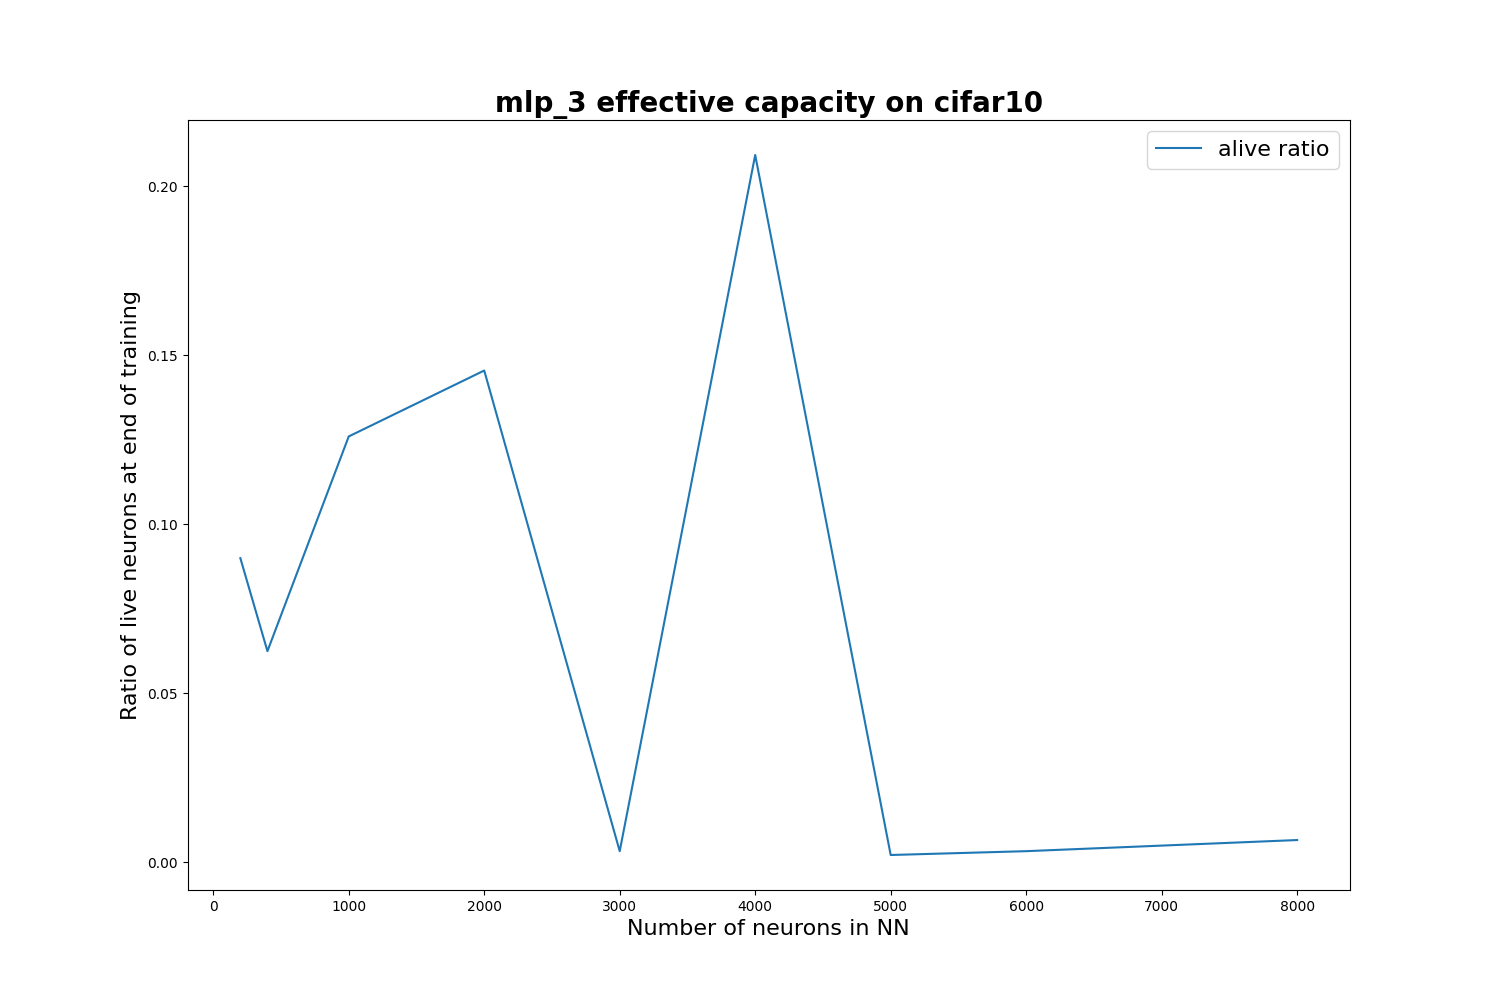 mlp_3 effective capacity on cifar10
alive ratio
Ratio of live neurons at end of training
0.20
0.15
0.10
0.05
0.00
0 1000 2000 3000 4000 5000 6000 7000 8000
Number of neurons in NN